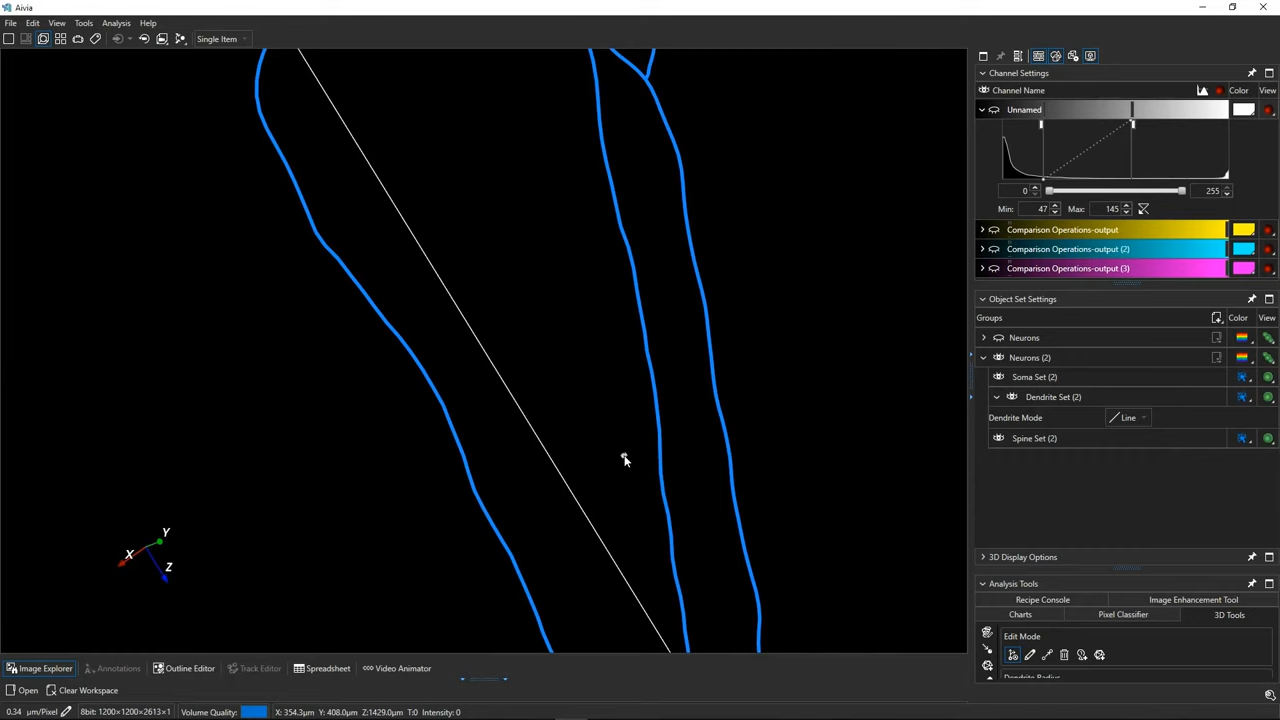 Aivia
File Edit View Tools Analysis Help
Single Item
X
Y
Z
Channel Settings
Channel Name Color View
Unnamed
0 255
Min: 47 Max: 145
Comparison Operations-output
Comparison Operations-output (2)
Comparison Operations-output (3)
Object Set Settings
Groups Color View
Neurons
Neurons (2)
Soma Set (2)
Dendrite Set (2)
Dendrite Mode Line
Spine Set (2)
3D Display Options
Analysis Tools
Recipe Console Image Enhancement Tool
Charts Pixel Classifier 3D Tools
Edit Mode
Image Explorer Annotations Outline Editor Track Editor Spreadsheet Video Animator
Open Clear Workspace
0.34 µm/Pixel 8bit: 1200×1200×2613×1 Volume Quality: X: 354.3µm Y: 408.0µm Z:1429.0µm T:0 Intensity: 0